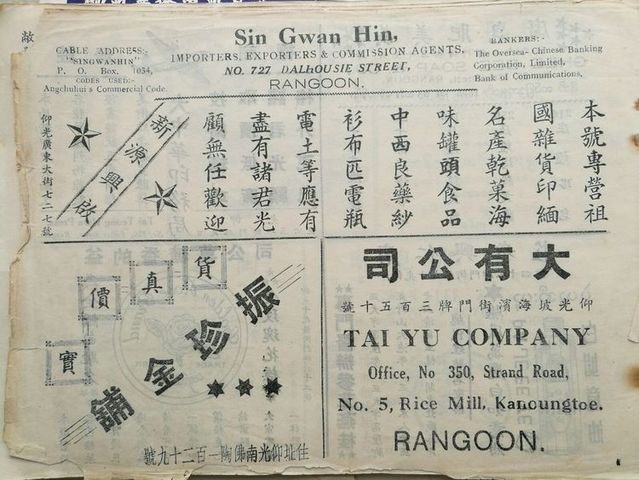 Sin Gwan Hin,
IMPORTERS, EXPORTERS & COMMISSION AGENTS,
NO. 727 DALHOUSIE STREET,
RANGOON.
CABLE ADDRESS:-
"SINGWANHIN"
P. O. Box, 1034,
CODES USED:-
Angchului's Commercial Code.
BANKERS:-
The Oversea- Chinese Banking
Corporation, Limited,
Bank of Communications.
本號專營祖
國雜貨印緬
名產乾菓海
味罐頭食品
中西良藥紗
衫布匹電瓶
電土等應有
盡有諸君光
顧無任歡迎
新源興啟
仰光廣東大街七二七號
大有公司
仰光坡海濱街門牌三百五十號
TAI YU COMPANY
Office, No 350, Strand Road,
No. 5, Rice Mill, Kanoungtoe.
RANGOON.
貨真價實
振珍金舖
住址仰光南陶一百二十九號